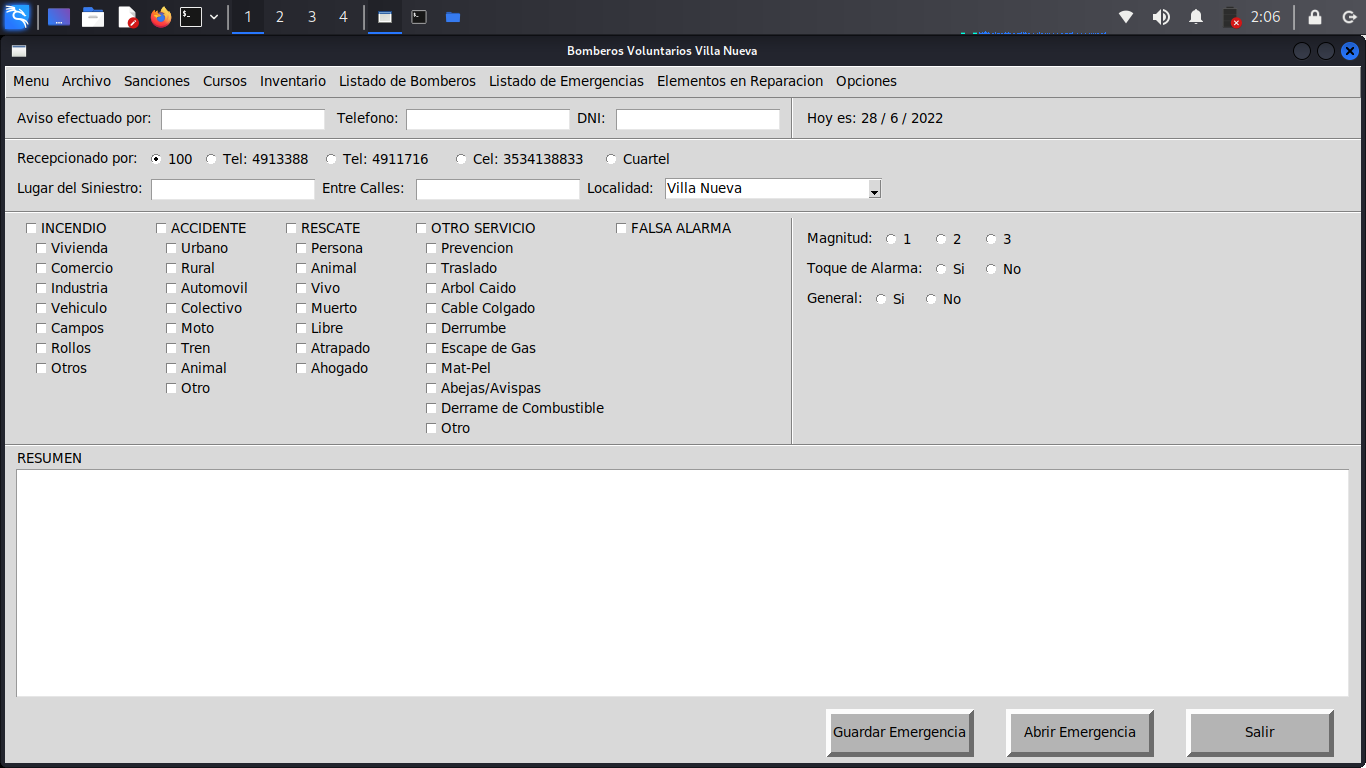 1 2 3 4 2:06
Bomberos Voluntarios Villa Nueva
Menu Archivo Sanciones Cursos Inventario Listado de Bomberos Listado de Emergencias Elementos en Reparacion Opciones
Aviso efectuado por: Telefono: DNI: Hoy es: 28 / 6 / 2022
Recepcionado por: 100 Tel: 4913388 Tel: 4911716 Cel: 3534138833 Cuartel
Lugar del Siniestro: Entre Calles: Localidad: Villa Nueva
INCENDIO
Vivienda
Comercio
Industria
Vehiculo
Campos
Rollos
Otros
ACCIDENTE
Urbano
Rural
Automovil
Colectivo
Moto
Tren
Animal
Otro
RESCATE
Persona
Animal
Vivo
Muerto
Libre
Atrapado
Ahogado
OTRO SERVICIO
Prevencion
Traslado
Arbol Caido
Cable Colgado
Derrumbe
Escape de Gas
Mat-Pel
Abejas/Avispas
Derrame de Combustible
Otro
FALSA ALARMA
Magnitud: 1 2 3
Toque de Alarma: Si No
General: Si No
RESUMEN
Guardar Emergencia Abrir Emergencia Salir